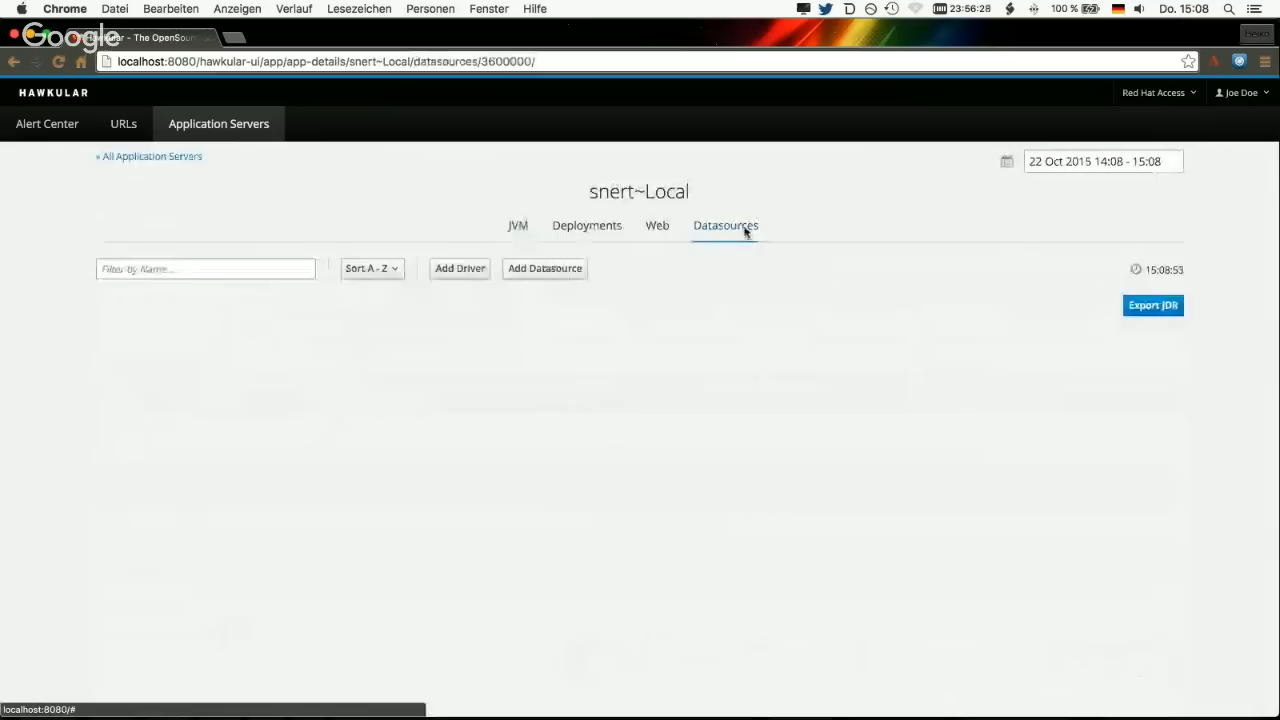 Chrome Datei Bearbeiten Anzeigen Verlauf Lesezeichen Personen Fenster Hilfe 23:56:28 100 % Do. 15:08
Google
Hawkular - The OpenSour
localhost:8080/hawkular-ui/app/app-details/snert~Local/datasources/3600000/
HAWKULAR Red Hat Access Joe Doe
Alert Center URLs Application Servers
« All Application Servers 22 Oct 2015 14:08 - 15:08
snert~Local
JVM Deployments Web Datasources
Filter by Name... Sort A - Z Add Driver Add Datasource 15:08:53
Export JDR
localhost:8080/#